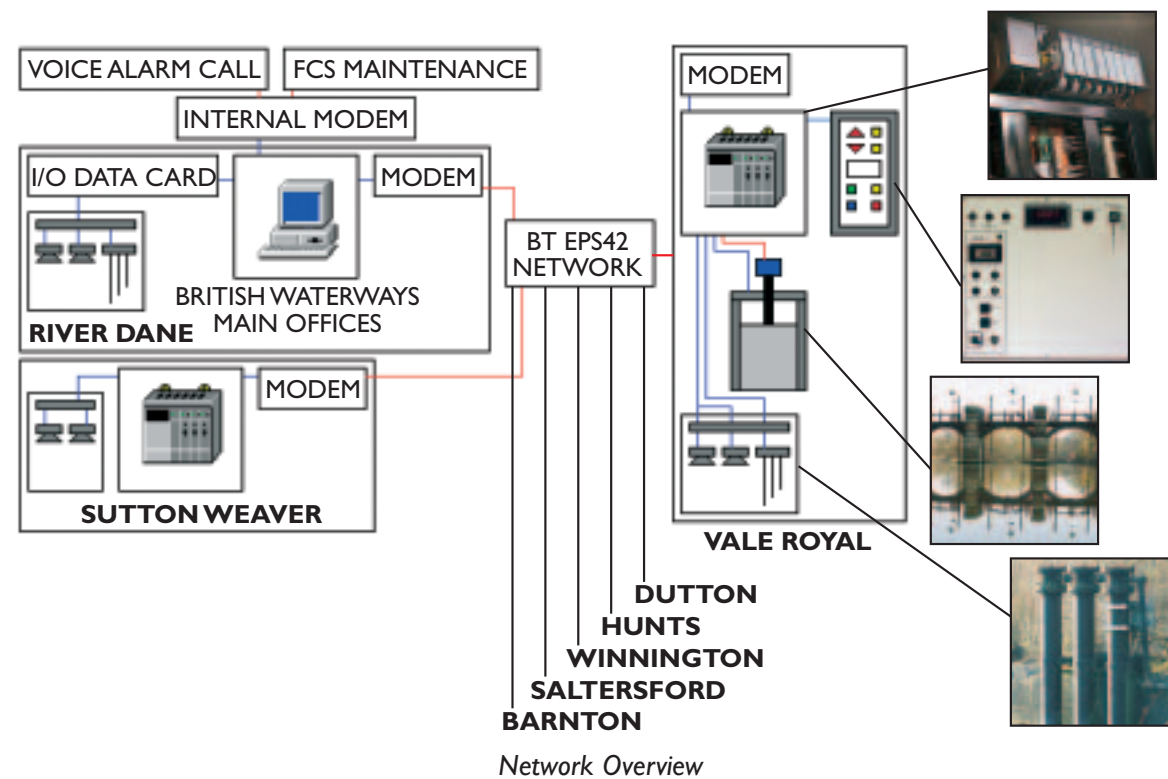 VOICE ALARM CALL
FCS MAINTENANCE
INTERNAL MODEM
I/O DATA CARD
MODEM
BRITISH WATERWAYS
MAIN OFFICES
RIVER DANE
MODEM
SUTTON WEAVER
BT EPS42
NETWORK
MODEM
VALE ROYAL
DUTTON
HUNTS
WINNINGTON
SALTERSFORD
BARNTON
Network Overview